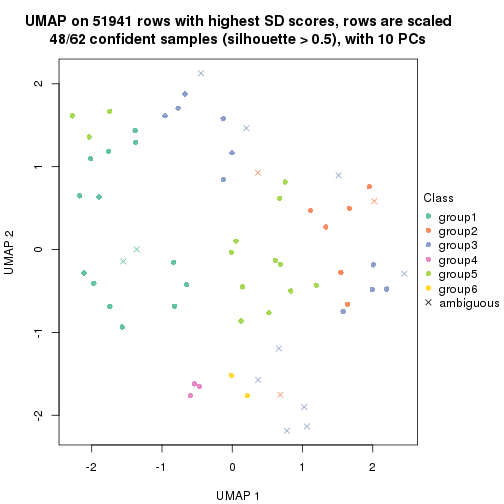 UMAP on 51941 rows with highest SD scores, rows are scaled
48/62 confident samples (silhouette > 0.5), with 10 PCs
2
1
0
-1
-2
UMAP 2
-2
-1
0
1
2
UMAP 1
Class
group1
group2
group3
group4
group5
group6
ambiguous